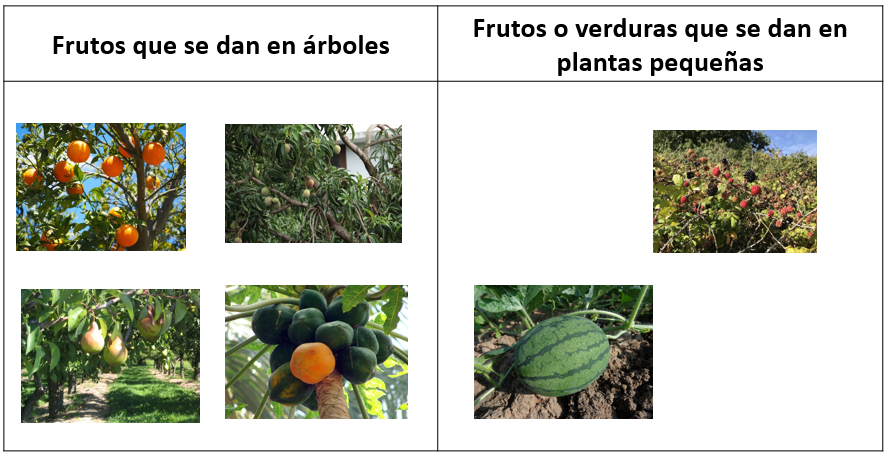 Frutos que se dan en árboles
Frutos o verduras que se dan en
plantas pequeñas